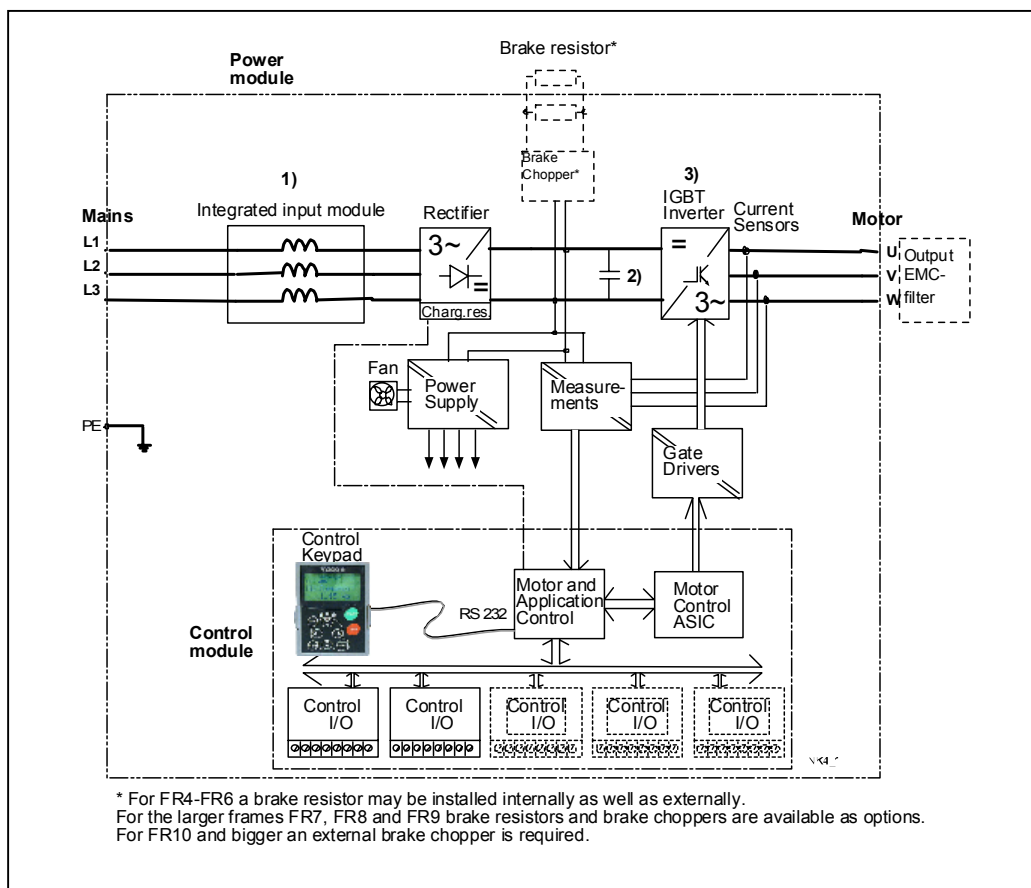 Brake resistor*
Power
module
Brake
Chopper*
1)
3)
Integrated input module
Rectifier
IGBT
Inverter
Current
Sensors
Mains
Motor
L1
L2
L3
3~
=
Charg.res.
2)
=
3~
U
V
W
Output
EMC-
filter
Fan
Power
Supply
Measure-
ments
PE
Gate
Drivers
Control
Keypad
RS 232
Motor and
Application
Control
Motor
Control
ASIC
Control
module
Control
I/O
Control
I/O
Control
I/O
Control
I/O
Control
I/O
* For FR4-FR6 a brake resistor may be installed internally as well as externally.
For the larger frames FR7, FR8 and FR9 brake resistors and brake choppers are available as options.
For FR10 and bigger an external brake chopper is required.